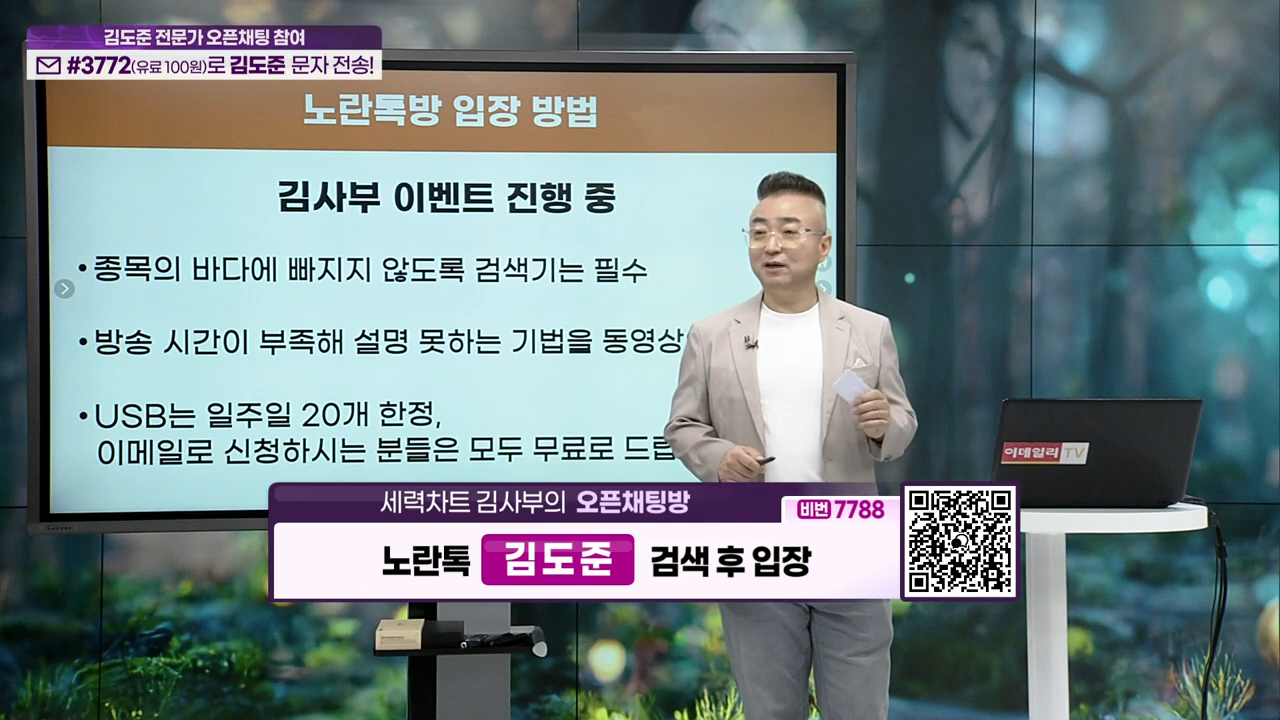 김도준 전문가 오픈채팅 참여
#3772(유료 100원)로 김도준 문자 전송!
노란톡방 입장 방법
김사부 이벤트 진행 중
•종목의 바다에 빠지지 않도록 검색기는 필수
•방송 시간이 부족해 설명 못하는 기법을 동영상
•USB는 일주일 20개 한정,
이메일로 신청하시는 분들은 모두 무료로 드립
이데일리TV
세력차트 김사부의 오픈채팅방
비번 7788
노란톡 김도준 검색 후 입장